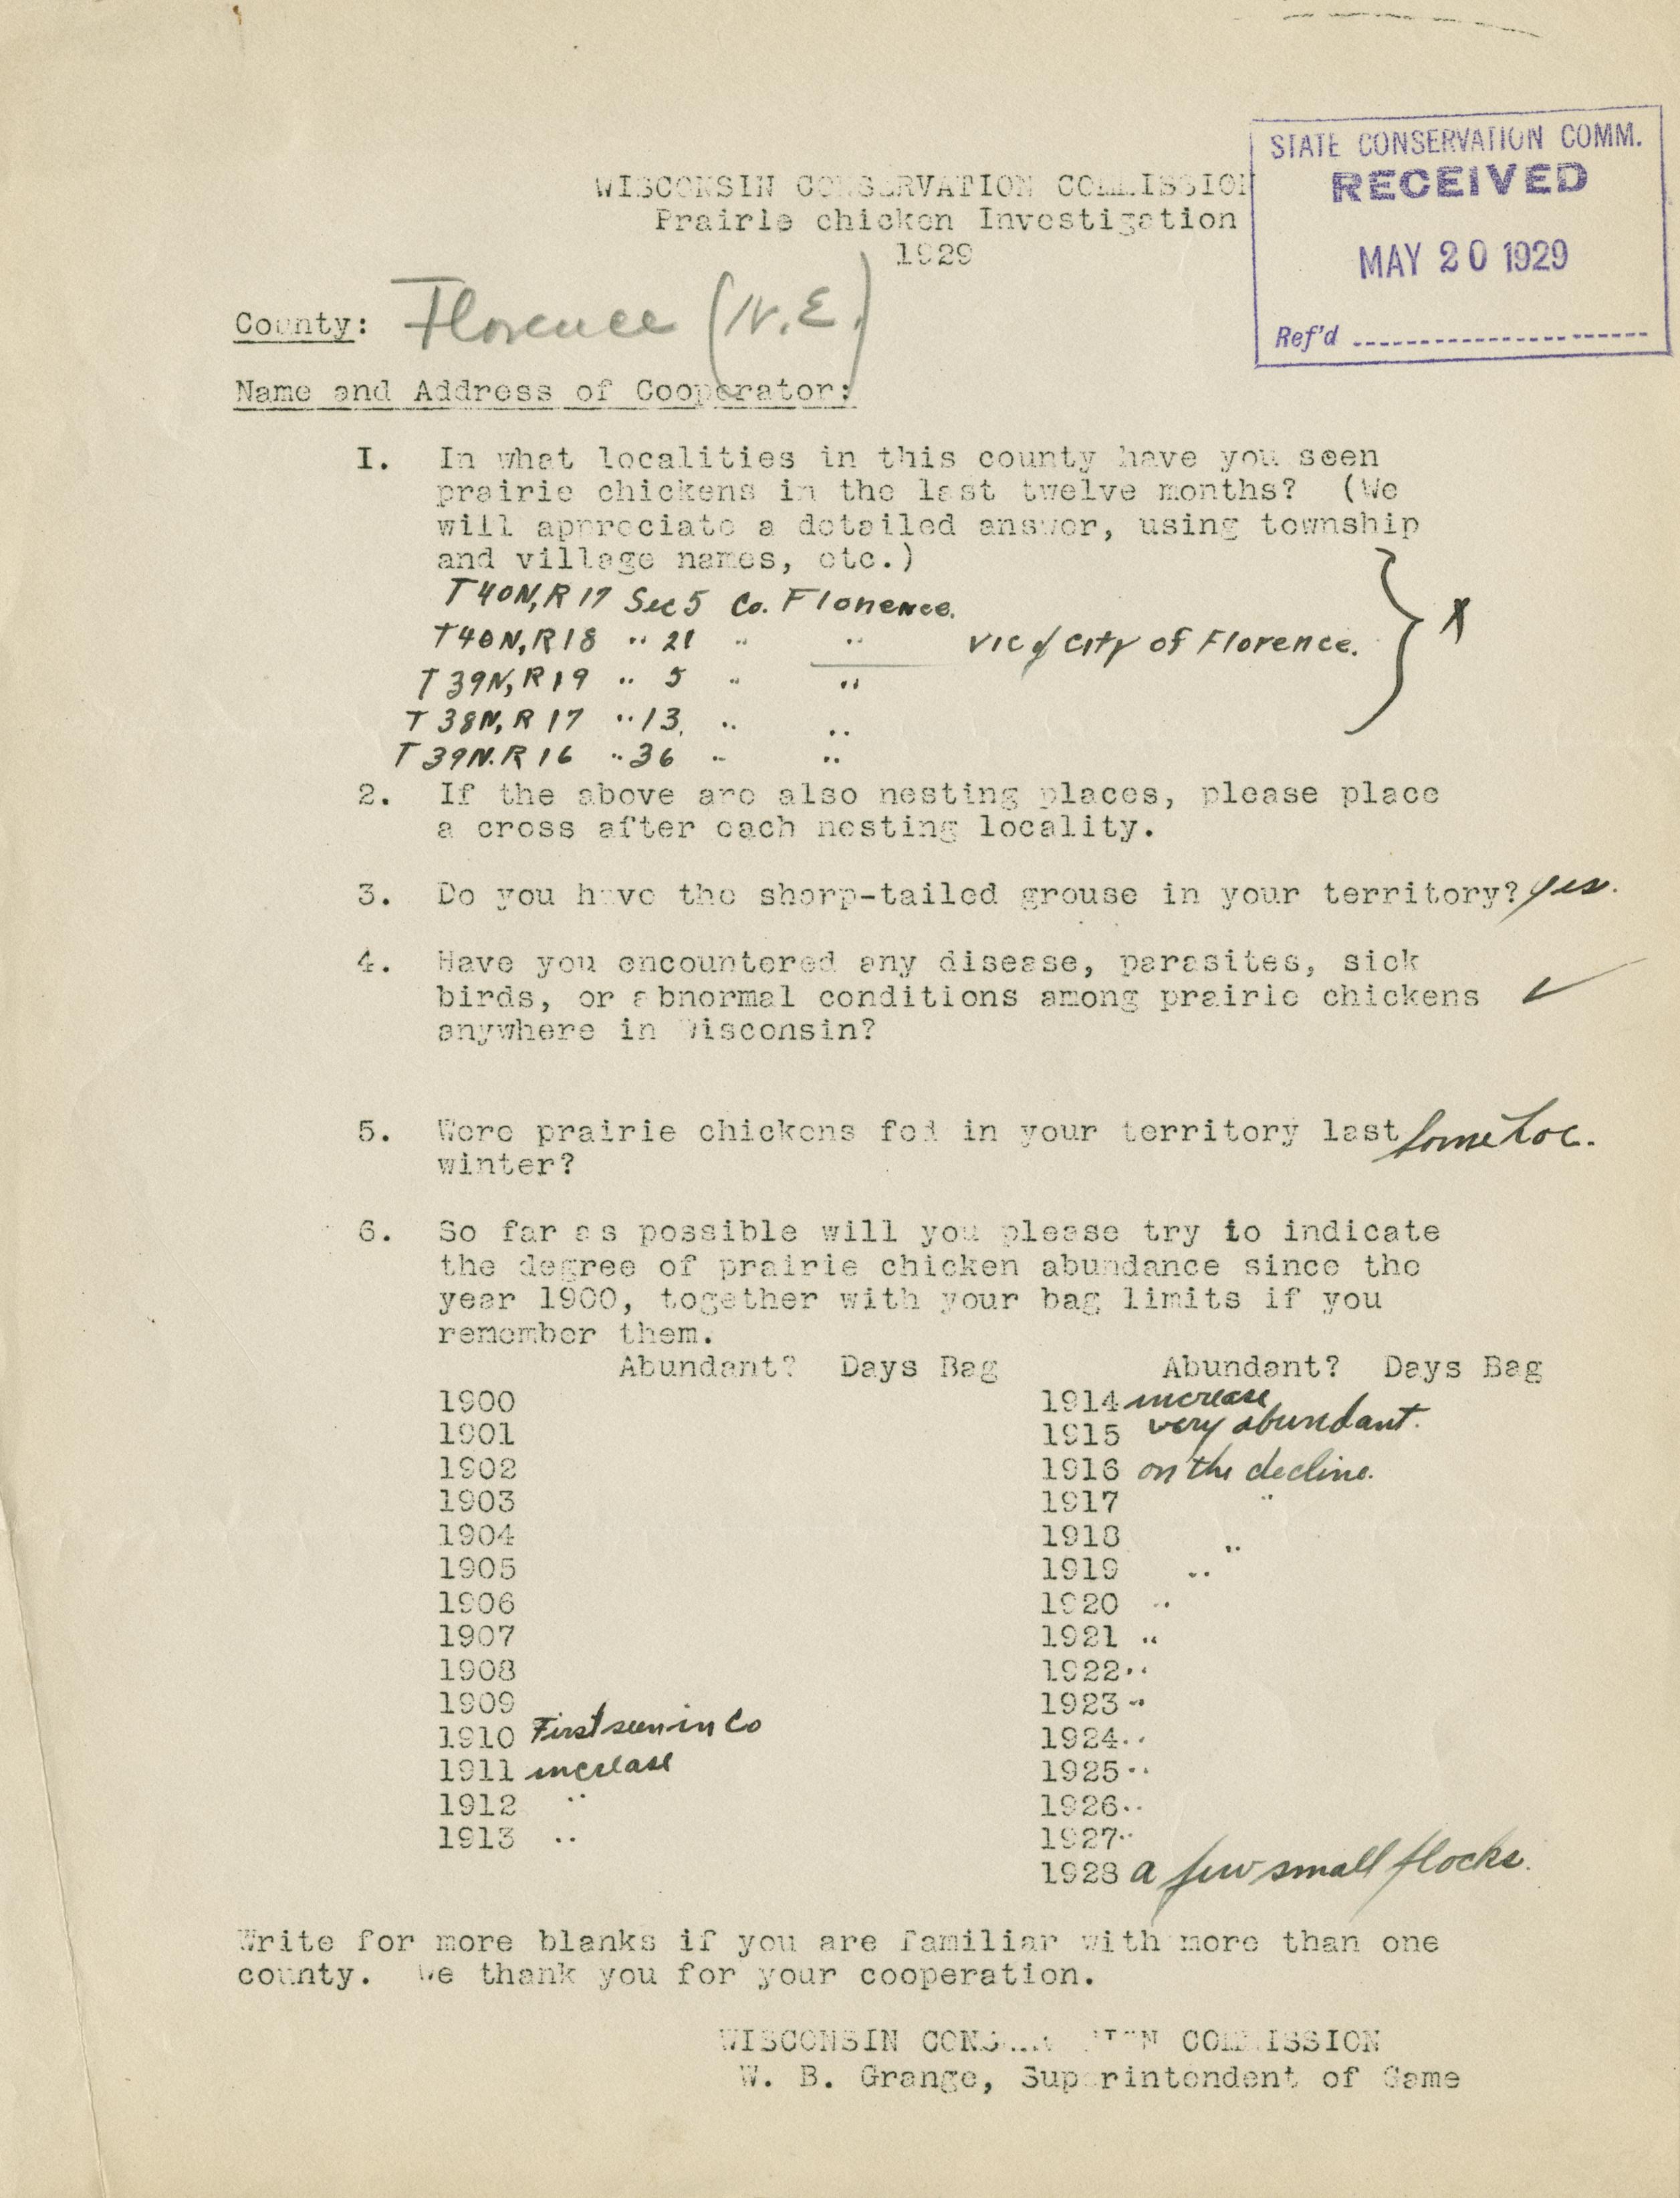 STATE CONSERVATION COMM.
RECEIVED
MAY 20 1929
Ref'd
WISCONSIN CONSERVATION COMMISSION
Prairie chicken Investigation
1929
County: Florence (N.E.)
Name and Address of Cooperator:
I. In what localities in this county have you seen
prairie chickens in the last twelve months? (We
will appreciate a detailed answer, using township
and village names, etc.)
T40N, R17 Sec 5 Co. Florence.
T40N, R18 " 21 " " vic of City of Florence. } X
T39N, R19 " 5 " "
T38N, R17 " 13. " "
T39N. R16 " 36 " "
2. If the above are also nesting places, please place
a cross after each nesting locality.
3. Do you have the sharp-tailed grouse in your territory? yes.
4. Have you encountered any disease, parasites, sick
birds, or abnormal conditions among prairie chickens ✓
anywhere in Wisconsin?
5. Were prairie chickens fed in your territory last some Loc.
winter?
6. So far as possible will you please try to indicate
the degree of prairie chicken abundance since the
year 1900, together with your bag limits if you
remember them.
Abundant? Days Bag Abundant? Days Bag
1900 1914 increase
1901 1915 very abundant.
1902 1916 on the decline.
1903 1917 "
1904 1918 "
1905 1919 "
1906 1920 "
1907 1921 "
1908 1922 "
1909 1923 "
1910 First seen in Co 1924 "
1911 increase 1925 "
1912 " 1926 "
1913 " 1927 "
1928 a few small flocks.
Write for more blanks if you are familiar with more than one
county. We thank you for your cooperation.
WISCONSIN CONSERVATION COMMISSION
W. B. Grange, Superintendent of Game